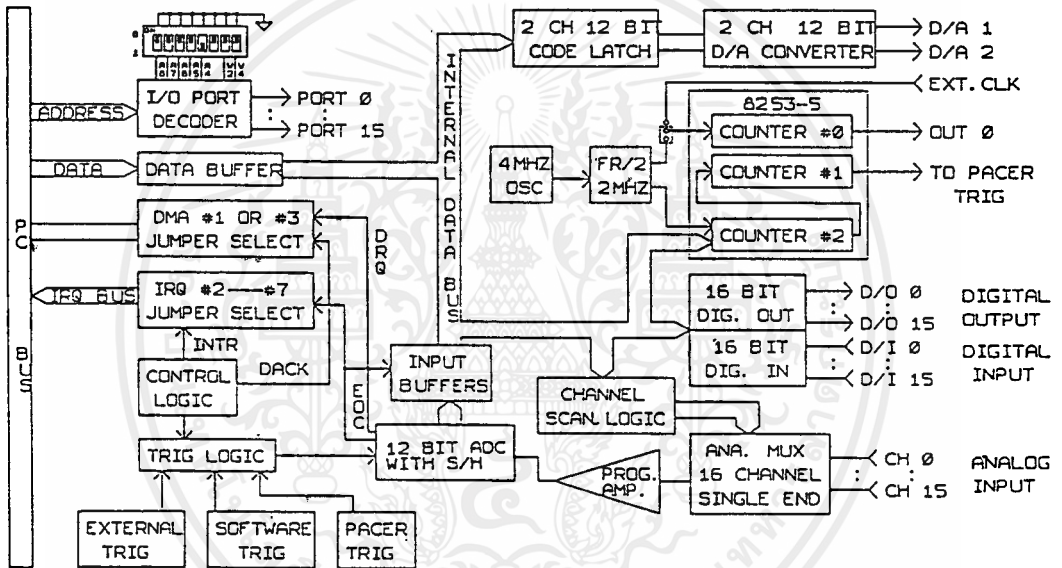 2 CH 12 BIT
CODE LATCH
2 CH 12 BIT
D/A CONVERTER
D/A 1
D/A 2
EXT.CLK
I/O PORT
DECODER
PORT 0
PORT 15
ADDRESS
DATA
DATA BUFFER
INTERNAL DATA BUS
4MHZ
OSC
FR/2
2MHZ
8253-5
COUNTER #0
COUNTER #1
COUNTER #2
OUT 0
TO PACER
TRIG
PC BUS
DMA #1 OR #3
JUMPER SELECT
DRQ
IRQ BUS
IRQ #2——#7
JUMPER SELECT
INTR
DACK
EOC
CONTROL
LOGIC
TRIG LOGIC
INPUT
BUFFERS
12 BIT ADC
WITH S/H
CHANNEL
SCAN LOGIC
16 BIT
DIG. OUT
D/O 0
D/O 15
DIGITAL
OUTPUT
16 BIT
DIG. IN
D/I 0
D/I 15
DIGITAL
INPUT
PROG.
AMP.
ANA. MUX
16 CHANNEL
SINGLE END
CH 0
CH 15
ANALOG
INPUT
EXTERNAL
TRIG
SOFTWARE
TRIG
PACER
TRIG